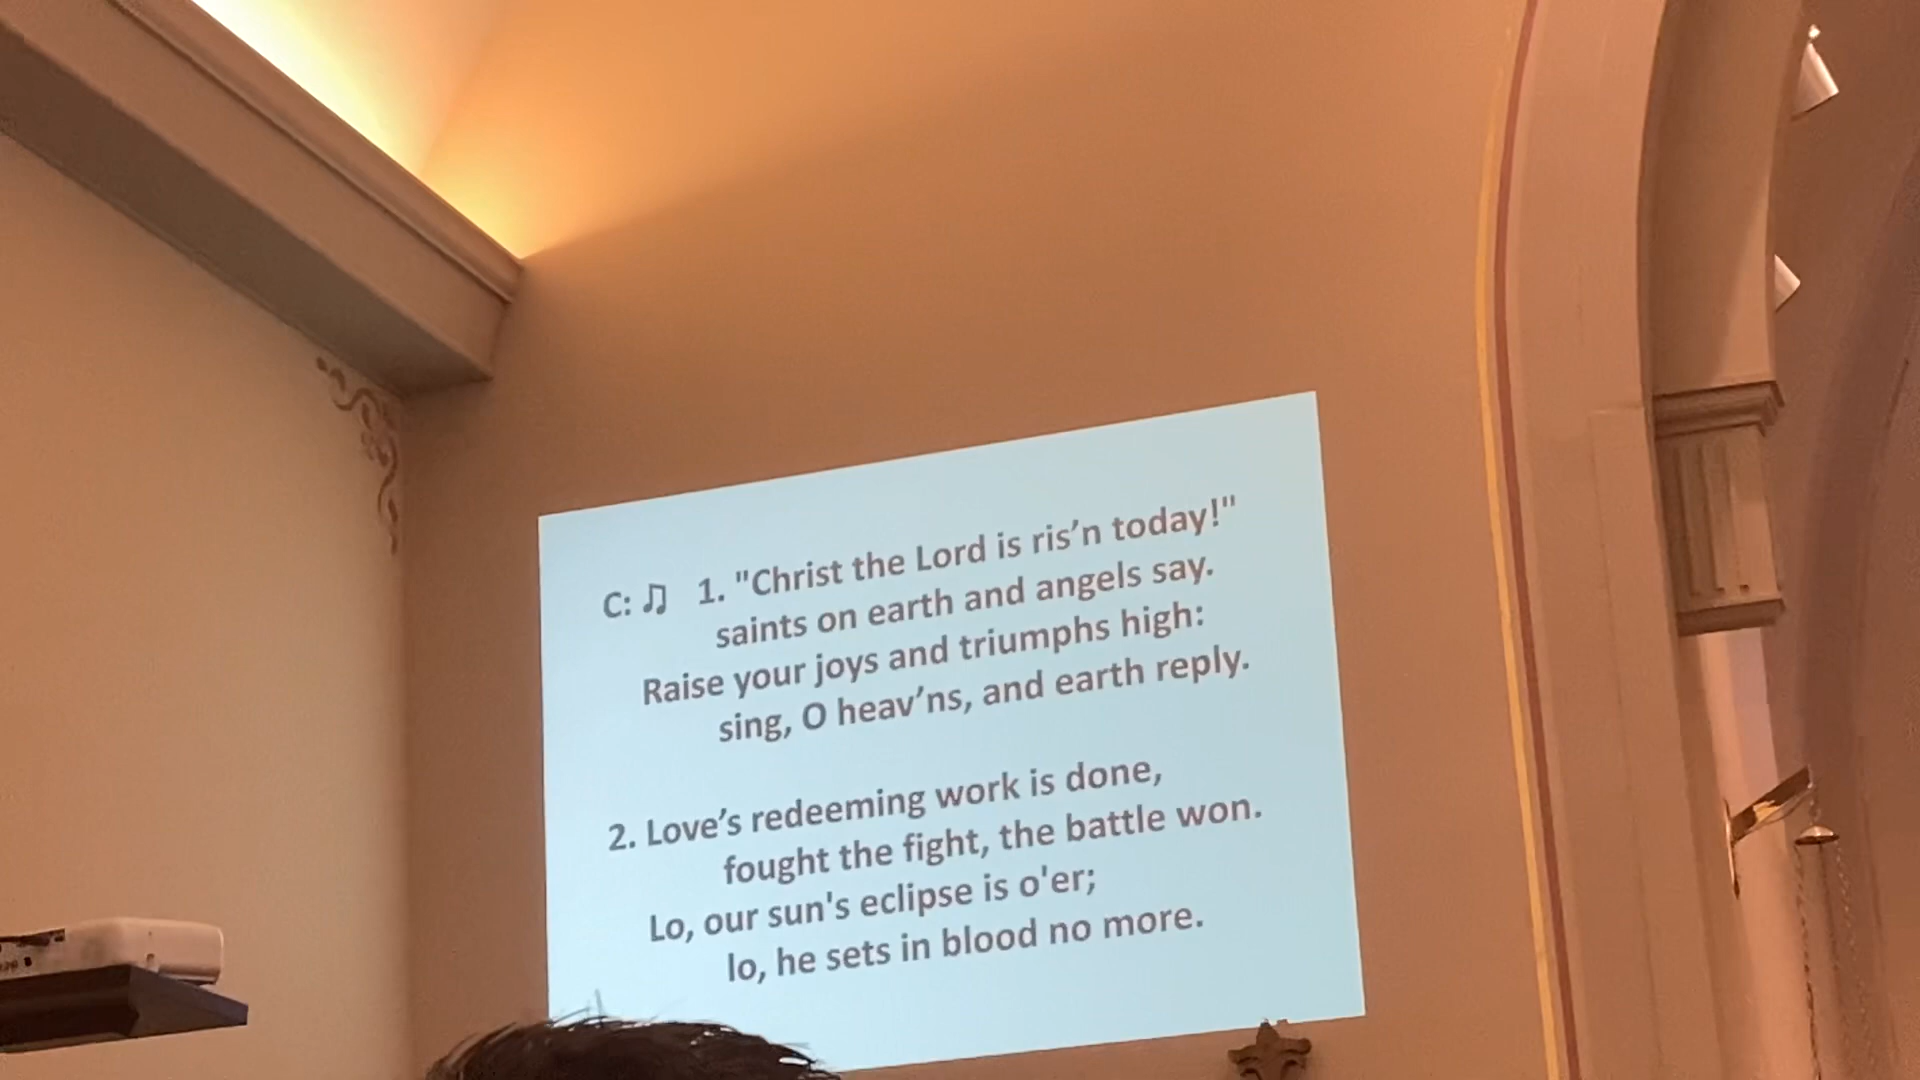 C: ♫ 1. "Christ the Lord is ris’n today!"
saints on earth and angels say.
Raise your joys and triumphs high:
sing, O heav’ns, and earth reply.
2. Love’s redeeming work is done,
fought the fight, the battle won.
Lo, our sun's eclipse is o'er;
lo, he sets in blood no more.